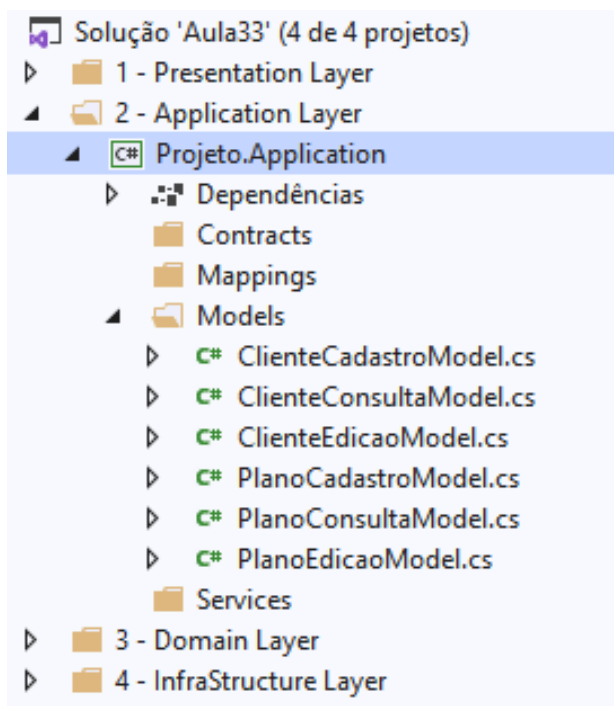 Solução 'Aula33' (4 de 4 projetos)
1 - Presentation Layer
2 - Application Layer
C# Projeto.Application
Dependências
Contracts
Mappings
Models
C# ClienteCadastroModel.cs
C# ClienteConsultaModel.cs
C# ClienteEdicaoModel.cs
C# PlanoCadastroModel.cs
C# PlanoConsultaModel.cs
C# PlanoEdicaoModel.cs
Services
3 - Domain Layer
4 - InfraStructure Layer